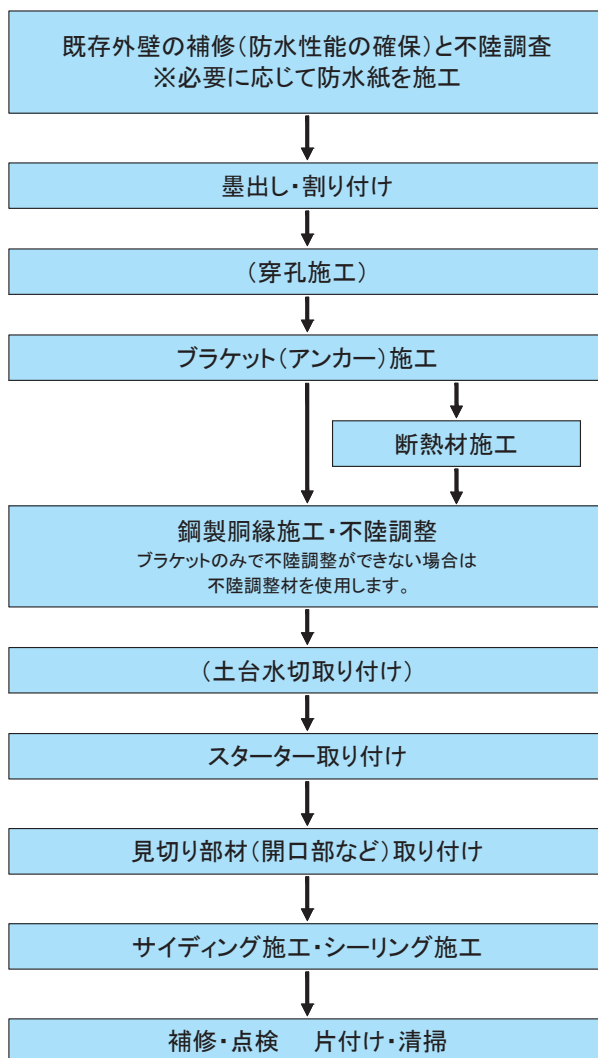 既存外壁の補修（防水性能の確保）と不陸調査
※必要に応じて防水紙を施工
墨出し・割り付け
（穿孔施工）
ブラケット（アンカー）施工
断熱材施工
鋼製胴縁施工・不陸調整
ブラケットのみで不陸調整ができない場合は
不陸調整材を使用します。
（土台水切取り付け）
スターター取り付け
見切り部材（開口部など）取り付け
サイディング施工・シーリング施工
補修・点検　片付け・清掃